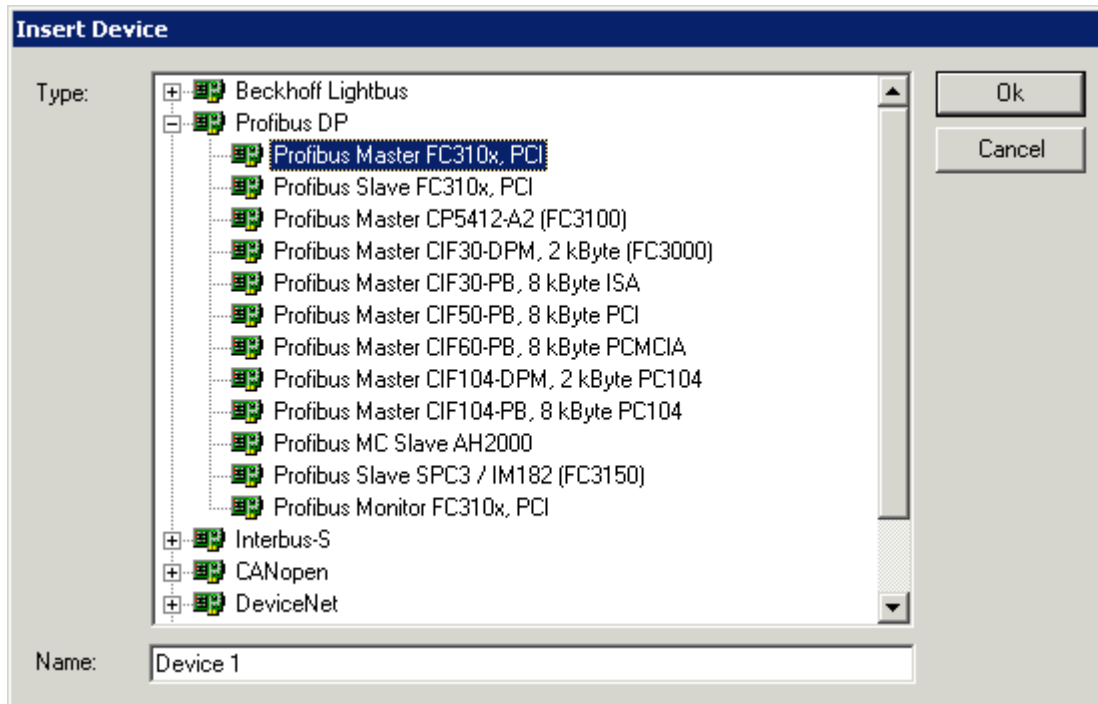 Insert Device
Type:
Beckhoff Lightbus
Profibus DP
Profibus Master FC310x, PCI
Profibus Slave FC310x, PCI
Profibus Master CP5412-A2 (FC3100)
Profibus Master CIF30-DPM, 2 kByte (FC3000)
Profibus Master CIF30-PB, 8 kByte ISA
Profibus Master CIF50-PB, 8 kByte PCI
Profibus Master CIF60-PB, 8 kByte PCMCIA
Profibus Master CIF104-DPM, 2 kByte PC104
Profibus Master CIF104-PB, 8 kByte PC104
Profibus MC Slave AH2000
Profibus Slave SPC3 / IM182 (FC3150)
Profibus Monitor FC310x, PCI
Interbus-S
CANopen
DeviceNet
Ok
Cancel
Name:
Device 1